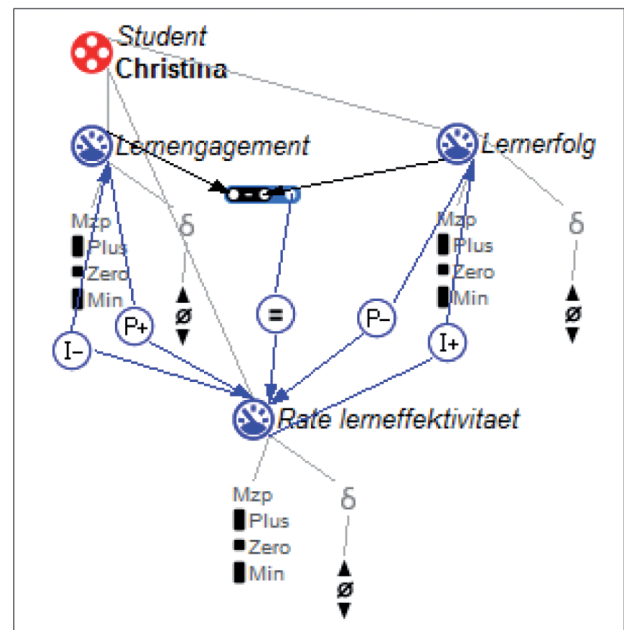 Student
Christina
Lernengagement
Lernerfolg
Mzp
Plus
Zero
Min
δ
Mzp
Plus
Zero
Min
δ
ø
ø
I–
P+
=
P–
I+
Rate lerneffektivitaet
Mzp
Plus
Zero
Min
δ
ø